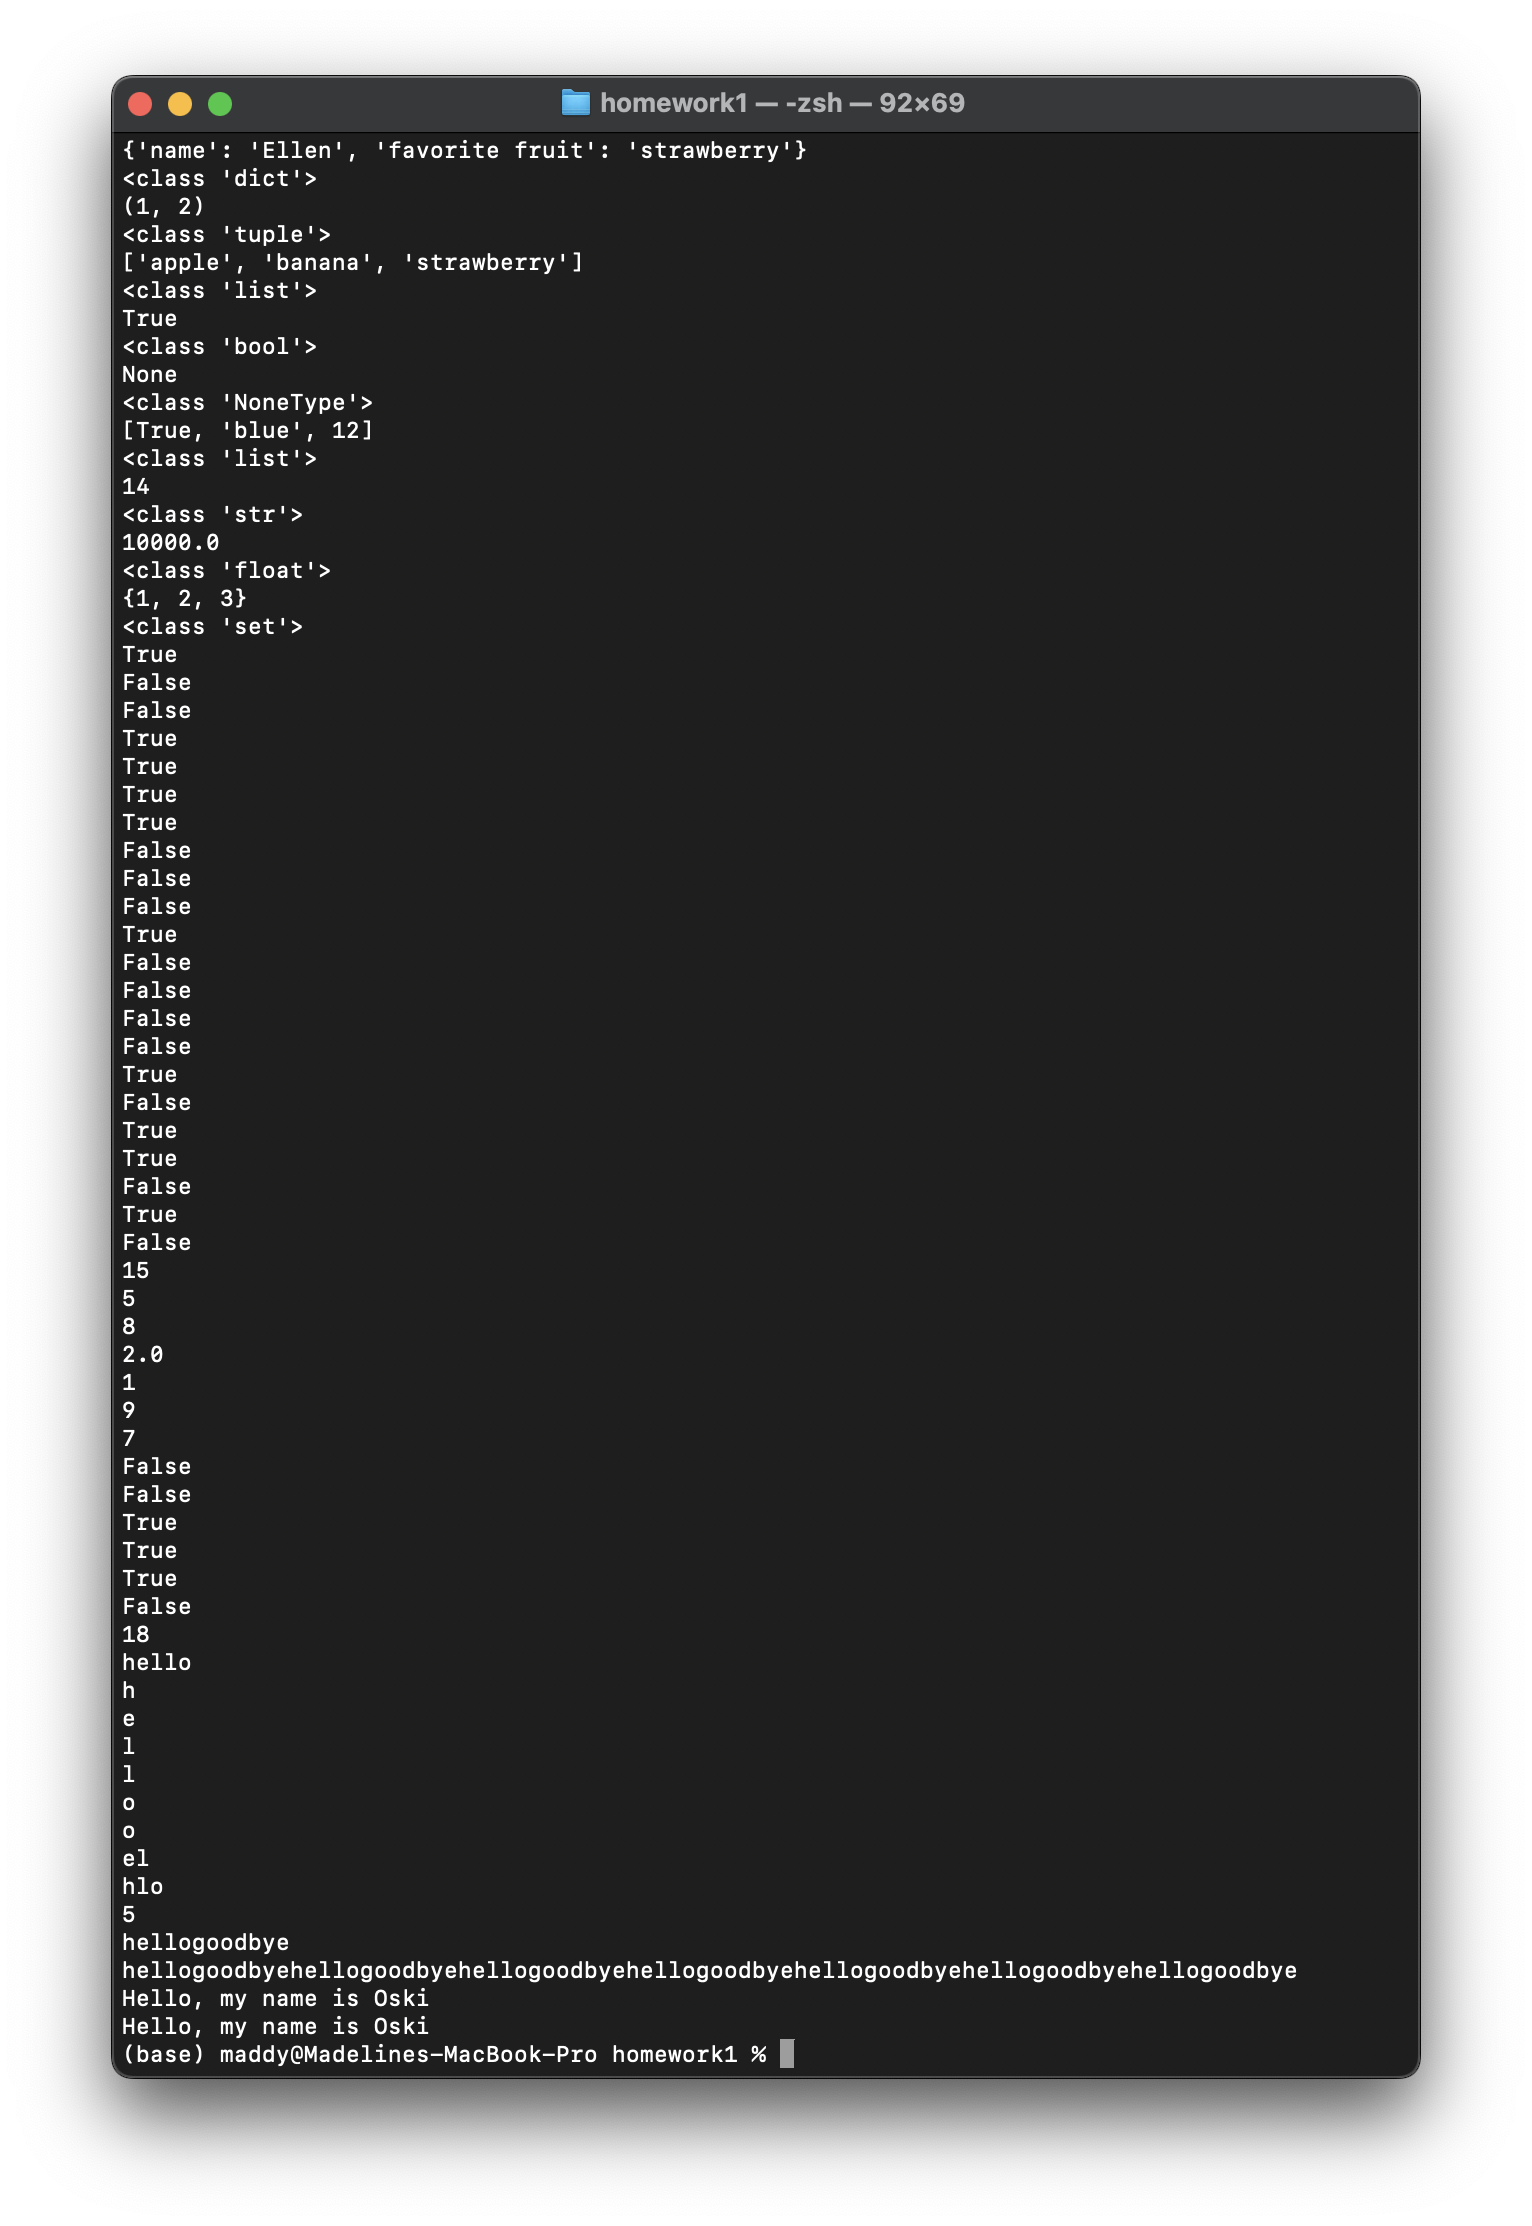 homework1 — -zsh — 92×69
{'name': 'Ellen', 'favorite fruit': 'strawberry'}
<class 'dict'>
(1, 2)
<class 'tuple'>
['apple', 'banana', 'strawberry']
<class 'list'>
True
<class 'bool'>
None
<class 'NoneType'>
[True, 'blue', 12]
<class 'list'>
14
<class 'str'>
10000.0
<class 'float'>
{1, 2, 3}
<class 'set'>
True
False
False
True
True
True
True
False
False
False
True
False
False
False
False
True
False
True
True
False
True
False
15
5
8
2.0
1
9
7
False
False
True
True
True
False
18
hello
h
e
l
l
o
o
el
hlo
5
hellogoodbye
hellogoodbyehellogoodbyehellogoodbyehellogoodbyehellogoodbyehellogoodbyehellogoodbye
Hello, my name is Oski
Hello, my name is Oski
(base) maddy@Madelines-MacBook-Pro homework1 %